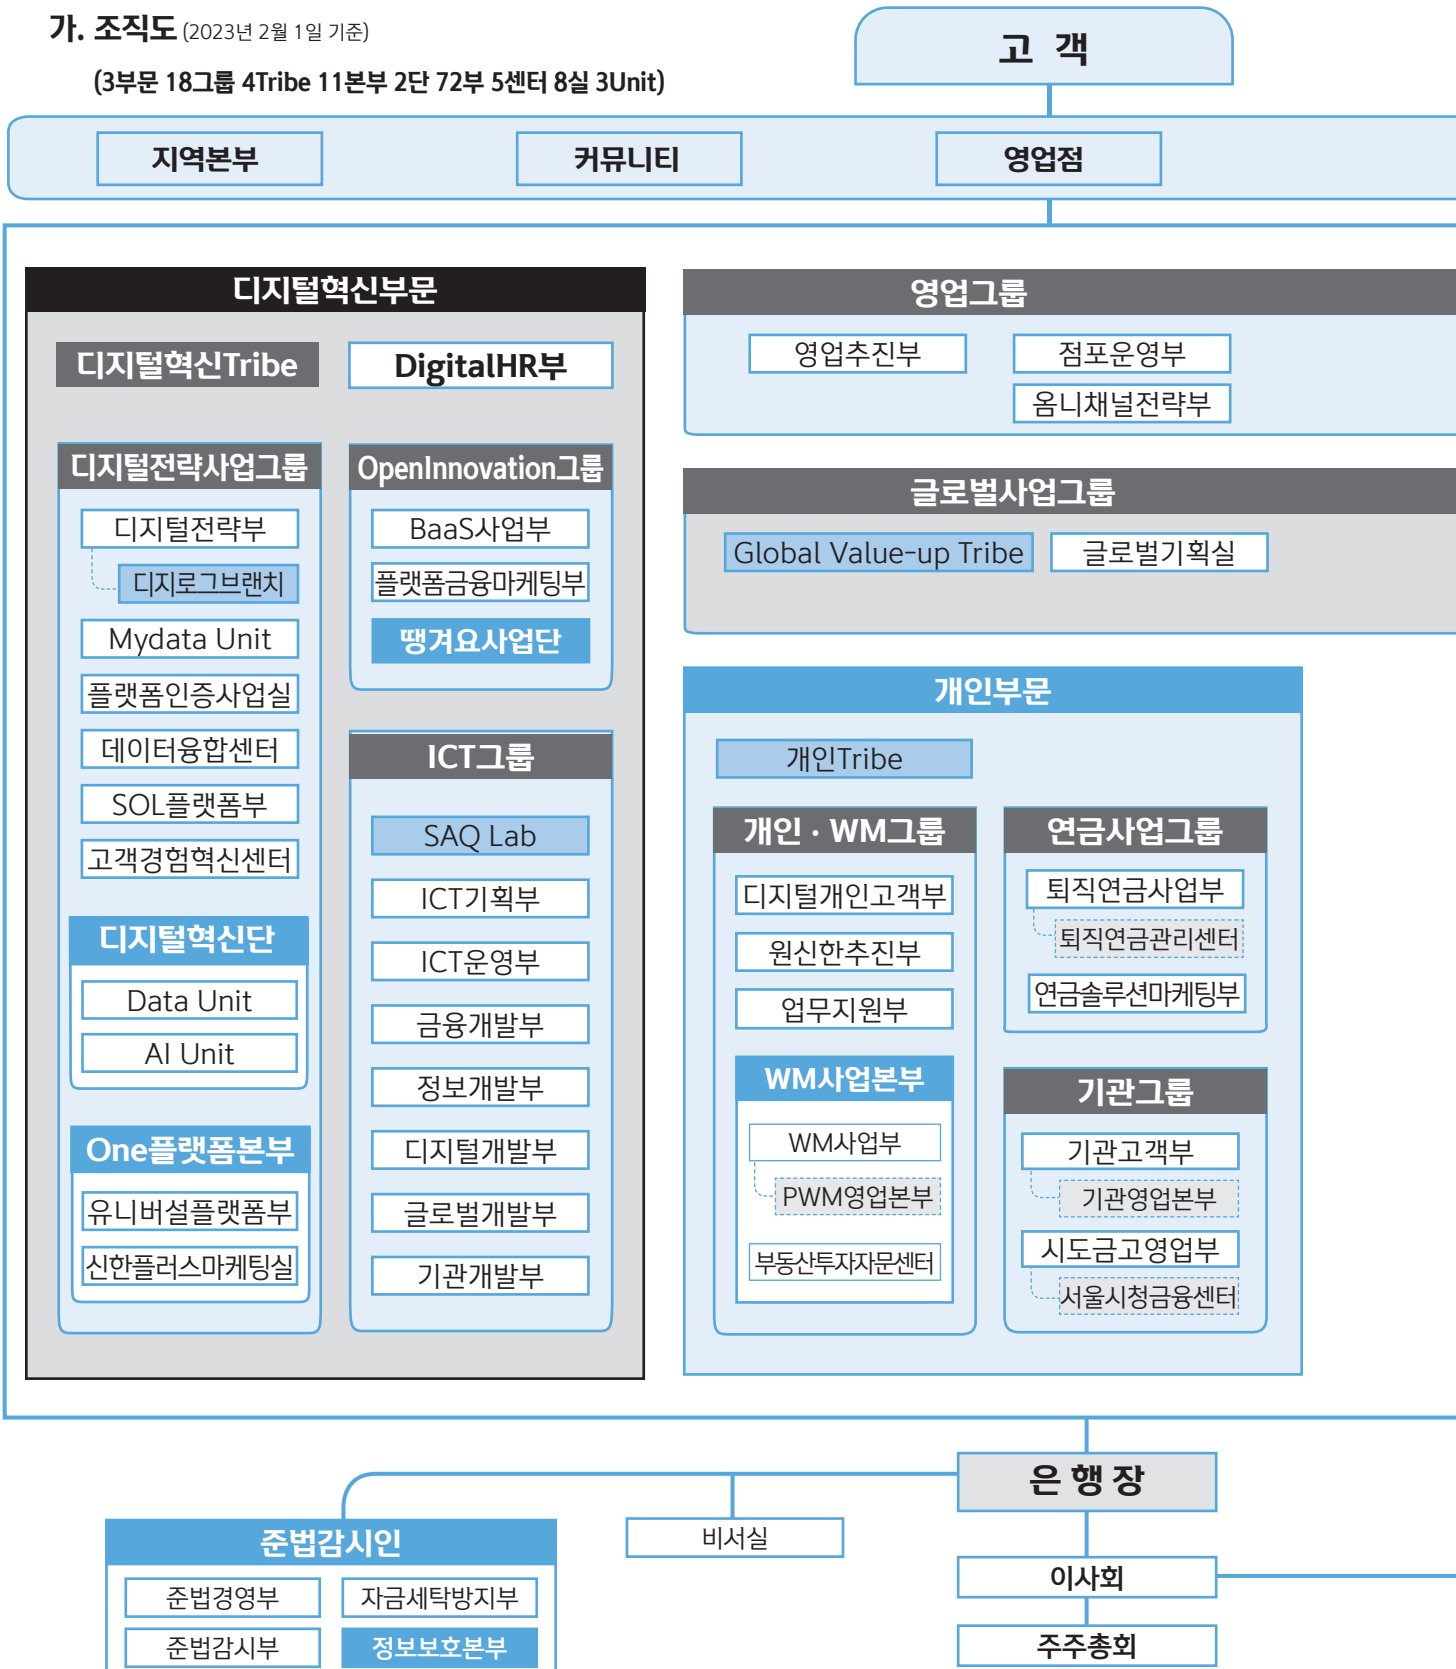 가. 조직도 (2023년 2월 1일 기준)
(3부문 18그룹 4Tribe 11본부 2단 72부 5센터 8실 3Unit)
고 객
지역본부
커뮤니티
영업점
디지털혁신부문
디지털혁신Tribe
DigitalHR부
디지털전략사업그룹
디지털전략부
디지로그브랜치
Mydata Unit
플랫폼인증사업실
데이터융합센터
SOL플랫폼부
고객경험혁신센터
디지털혁신단
Data Unit
AI Unit
One플랫폼본부
유니버설플랫폼부
신한플러스마케팅실
OpenInnovation그룹
BaaS사업부
플랫폼금융마케팅부
땡겨요사업단
ICT그룹
SAQ Lab
ICT기획부
ICT운영부
금융개발부
정보개발부
디지털개발부
글로벌개발부
기관개발부
영업그룹
영업추진부
점포운영부
옴니채널전략부
글로벌사업그룹
Global Value-up Tribe
글로벌기획실
개인부문
개인Tribe
개인 · WM그룹
디지털개인고객부
원신한추진부
업무지원부
WM사업본부
WM사업부
PWM영업본부
부동산투자자문센터
연금사업그룹
퇴직연금사업부
퇴직연금관리센터
연금솔루션마케팅부
기관그룹
기관고객부
기관영업본부
시도금고영업부
서울시청금융센터
은 행 장
준법감시인
준법경영부
자금세탁방지부
준법감시부
정보보호본부
비서실
이사회
주주총회